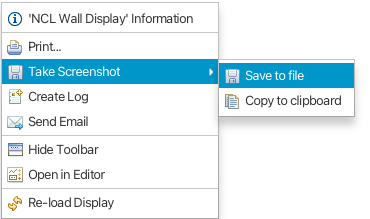 'NCL Wall Display' Information
Print...
Take Screenshot
Save to file
Copy to clipboard
Create Log
Send Email
Hide Toolbar
Open in Editor
Re-load Display